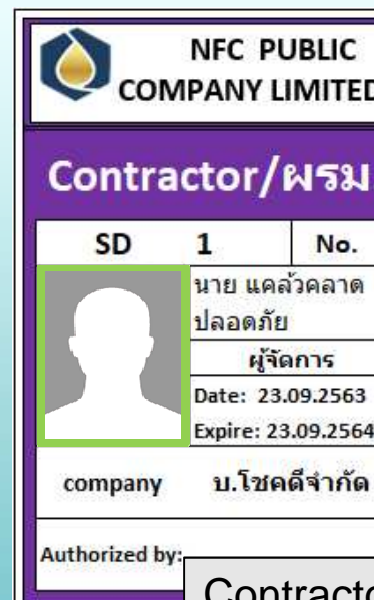 NFC PUBLIC
COMPANY LIMITED
Contractor/ผรม
SD 1 No.
นาย แคล้วคลาด
ปลอดภัย
ผู้จัดการ
Date: 23.09.2563
Expire: 23.09.2564
company บ.โชคดีจำกัด
Authorized by:
Contracto